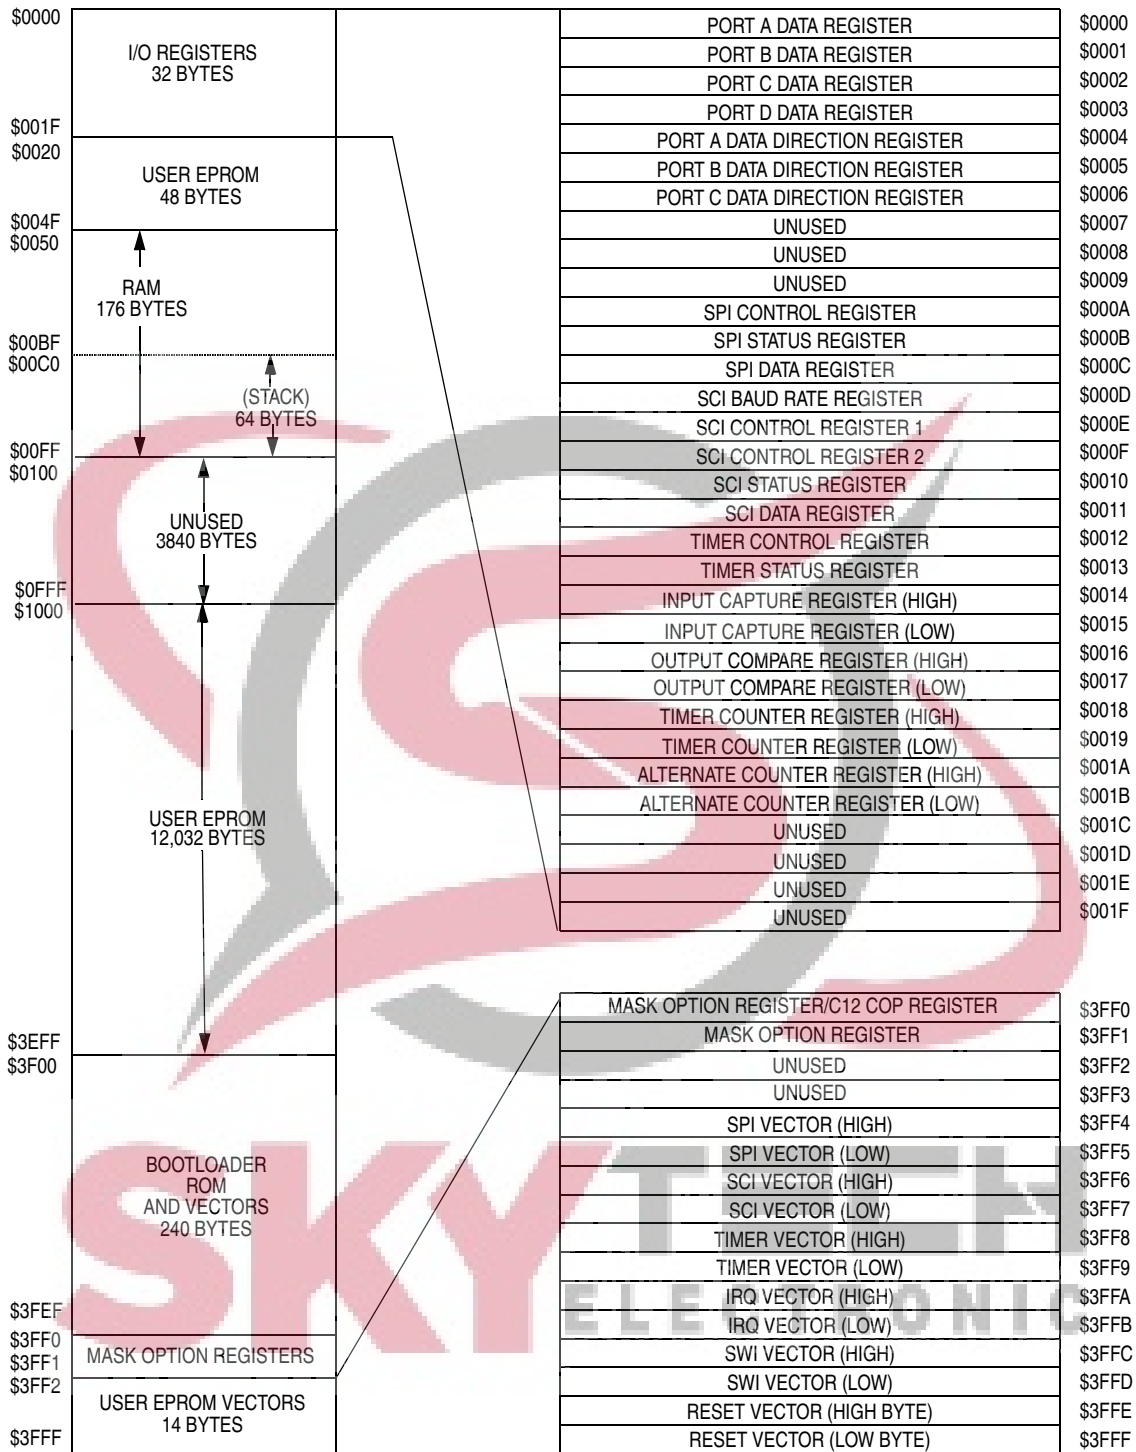 $0000
I/O REGISTERS
32 BYTES
$001F
$0020
USER EPROM
48 BYTES
$004F
$0050
RAM
176 BYTES
$00BF
$00C0
(STACK)
64 BYTES
$00FF
$0100
UNUSED
3840 BYTES
$0FFF
$1000
USER EPROM
12,032 BYTES
$3EFF
$3F00
BOOTLOADER
ROM
AND VECTORS
240 BYTES
$3FEF
$3FF0
$3FF1
MASK OPTION REGISTERS
$3FF2
USER EPROM VECTORS
14 BYTES
$3FFF
PORT A DATA REGISTER $0000
PORT B DATA REGISTER $0001
PORT C DATA REGISTER $0002
PORT D DATA REGISTER $0003
PORT A DATA DIRECTION REGISTER $0004
PORT B DATA DIRECTION REGISTER $0005
PORT C DATA DIRECTION REGISTER $0006
UNUSED $0007
UNUSED $0008
UNUSED $0009
SPI CONTROL REGISTER $000A
SPI STATUS REGISTER $000B
SPI DATA REGISTER $000C
SCI BAUD RATE REGISTER $000D
SCI CONTROL REGISTER 1 $000E
SCI CONTROL REGISTER 2 $000F
SCI STATUS REGISTER $0010
SCI DATA REGISTER $0011
TIMER CONTROL REGISTER $0012
TIMER STATUS REGISTER $0013
INPUT CAPTURE REGISTER (HIGH) $0014
INPUT CAPTURE REGISTER (LOW) $0015
OUTPUT COMPARE REGISTER (HIGH) $0016
OUTPUT COMPARE REGISTER (LOW) $0017
TIMER COUNTER REGISTER (HIGH) $0018
TIMER COUNTER REGISTER (LOW) $0019
ALTERNATE COUNTER REGISTER (HIGH) $001A
ALTERNATE COUNTER REGISTER (LOW) $001B
UNUSED $001C
UNUSED $001D
UNUSED $001E
UNUSED $001F
MASK OPTION REGISTER/C12 COP REGISTER $3FF0
MASK OPTION REGISTER $3FF1
UNUSED $3FF2
UNUSED $3FF3
SPI VECTOR (HIGH) $3FF4
SPI VECTOR (LOW) $3FF5
SCI VECTOR (HIGH) $3FF6
SCI VECTOR (LOW) $3FF7
TIMER VECTOR (HIGH) $3FF8
TIMER VECTOR (LOW) $3FF9
IRQ VECTOR (HIGH) $3FFA
IRQ VECTOR (LOW) $3FFB
SWI VECTOR (HIGH) $3FFC
SWI VECTOR (LOW) $3FFD
RESET VECTOR (HIGH BYTE) $3FFE
RESET VECTOR (LOW BYTE) $3FFF
SKYTECH
ELECTRONIC